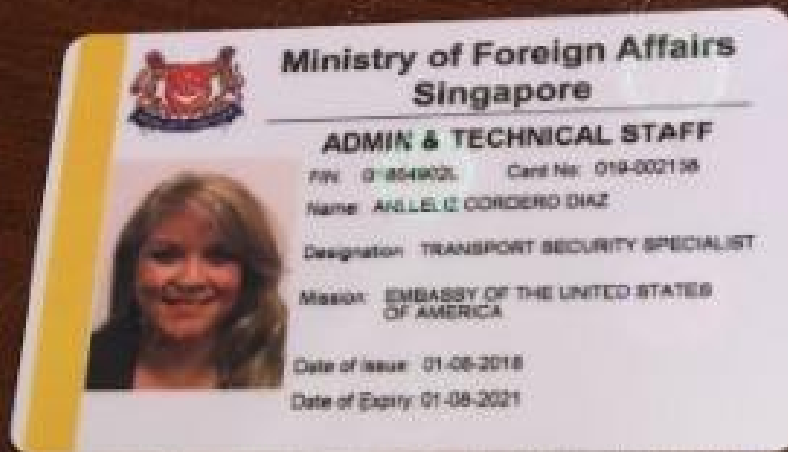 Ministry of Foreign Affairs
Singapore
ADMIN & TECHNICAL STAFF
FIN: Card No: 019-002158
Name: CORDERO DIAZ
Designation: TRANSPORT SECURITY SPECIALIST
Mission: EMBASSY OF THE UNITED STATES
OF AMERICA
Date of Issue: 01-08-2018
Date of Expiry: 01-08-2021